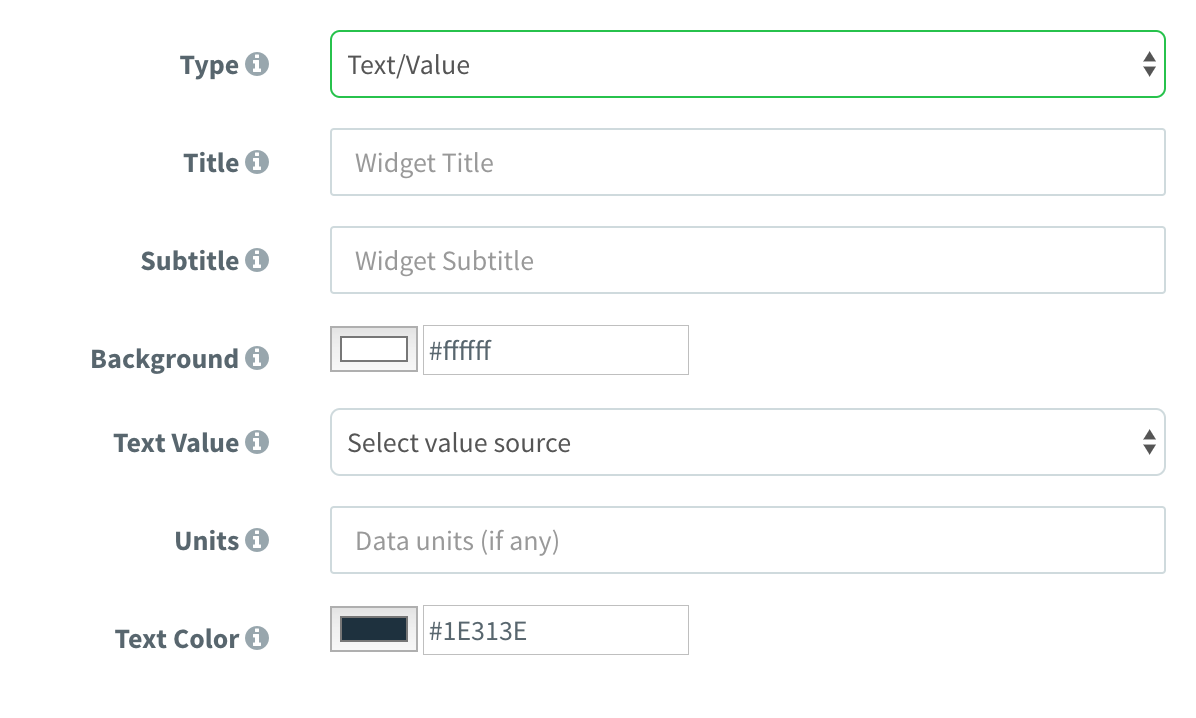 Type Text/Value
Title Widget Title
Subtitle Widget Subtitle
Background #ffffff
Text Value Select value source
Units Data units (if any)
Text Color #1E313E